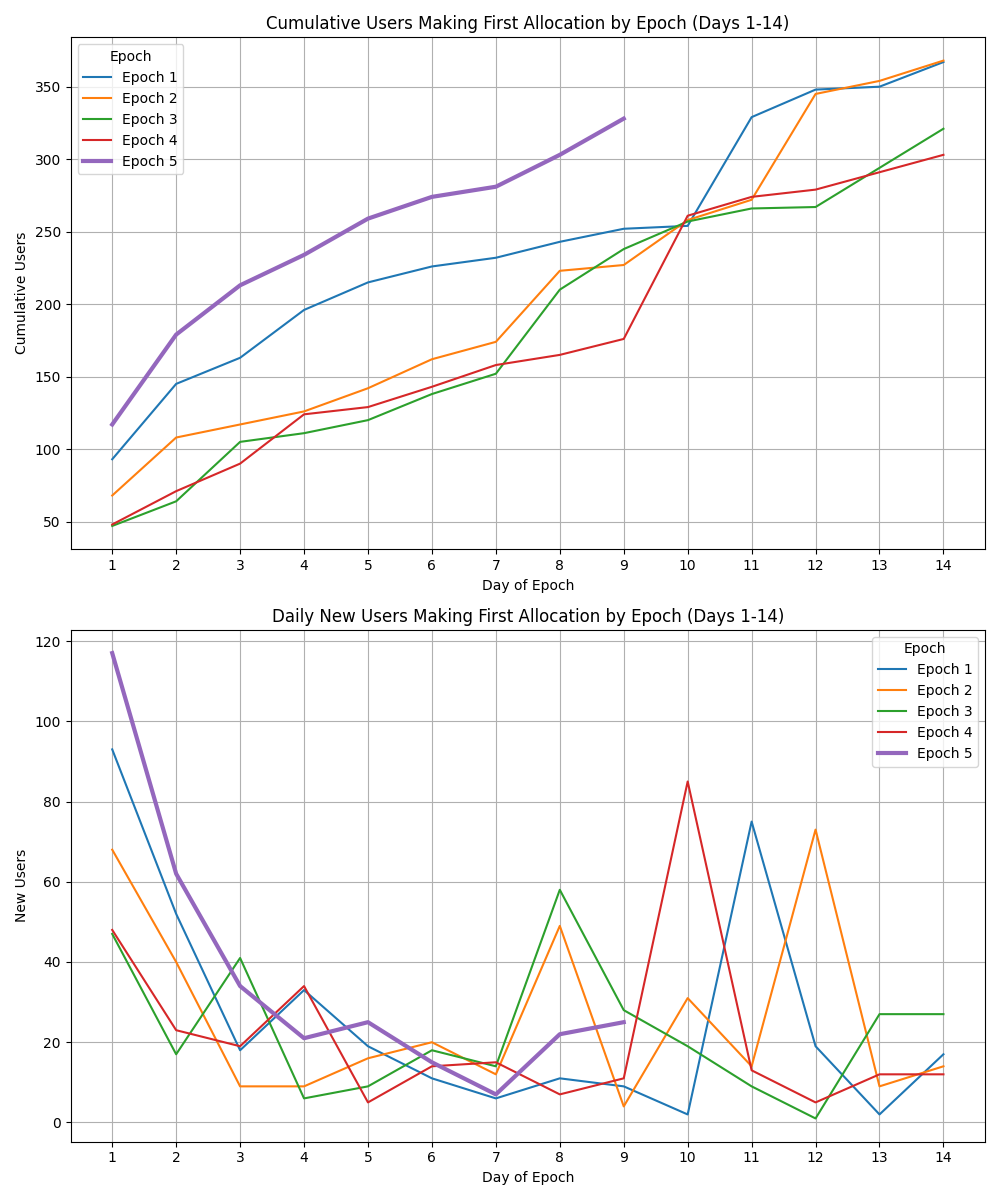 Cumulative Users Making First Allocation by Epoch (Days 1-14)
Epoch
Epoch 1
Epoch 2
Epoch 3
Epoch 4
Epoch 5
Cumulative Users
350
300
250
200
150
100
50
1 2 3 4 5 6 7 8 9 10 11 12 13 14
Day of Epoch
Daily New Users Making First Allocation by Epoch (Days 1-14)
Epoch
Epoch 1
Epoch 2
Epoch 3
Epoch 4
Epoch 5
New Users
120
100
80
60
40
20
0
1 2 3 4 5 6 7 8 9 10 11 12 13 14
Day of Epoch